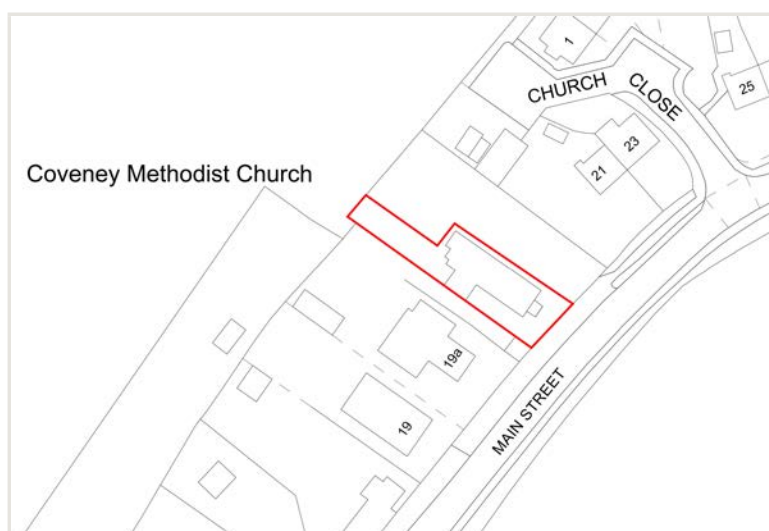 1
CHURCH CLOSE
25
23
21
Coveney Methodist Church
19a
19
MAIN STREET